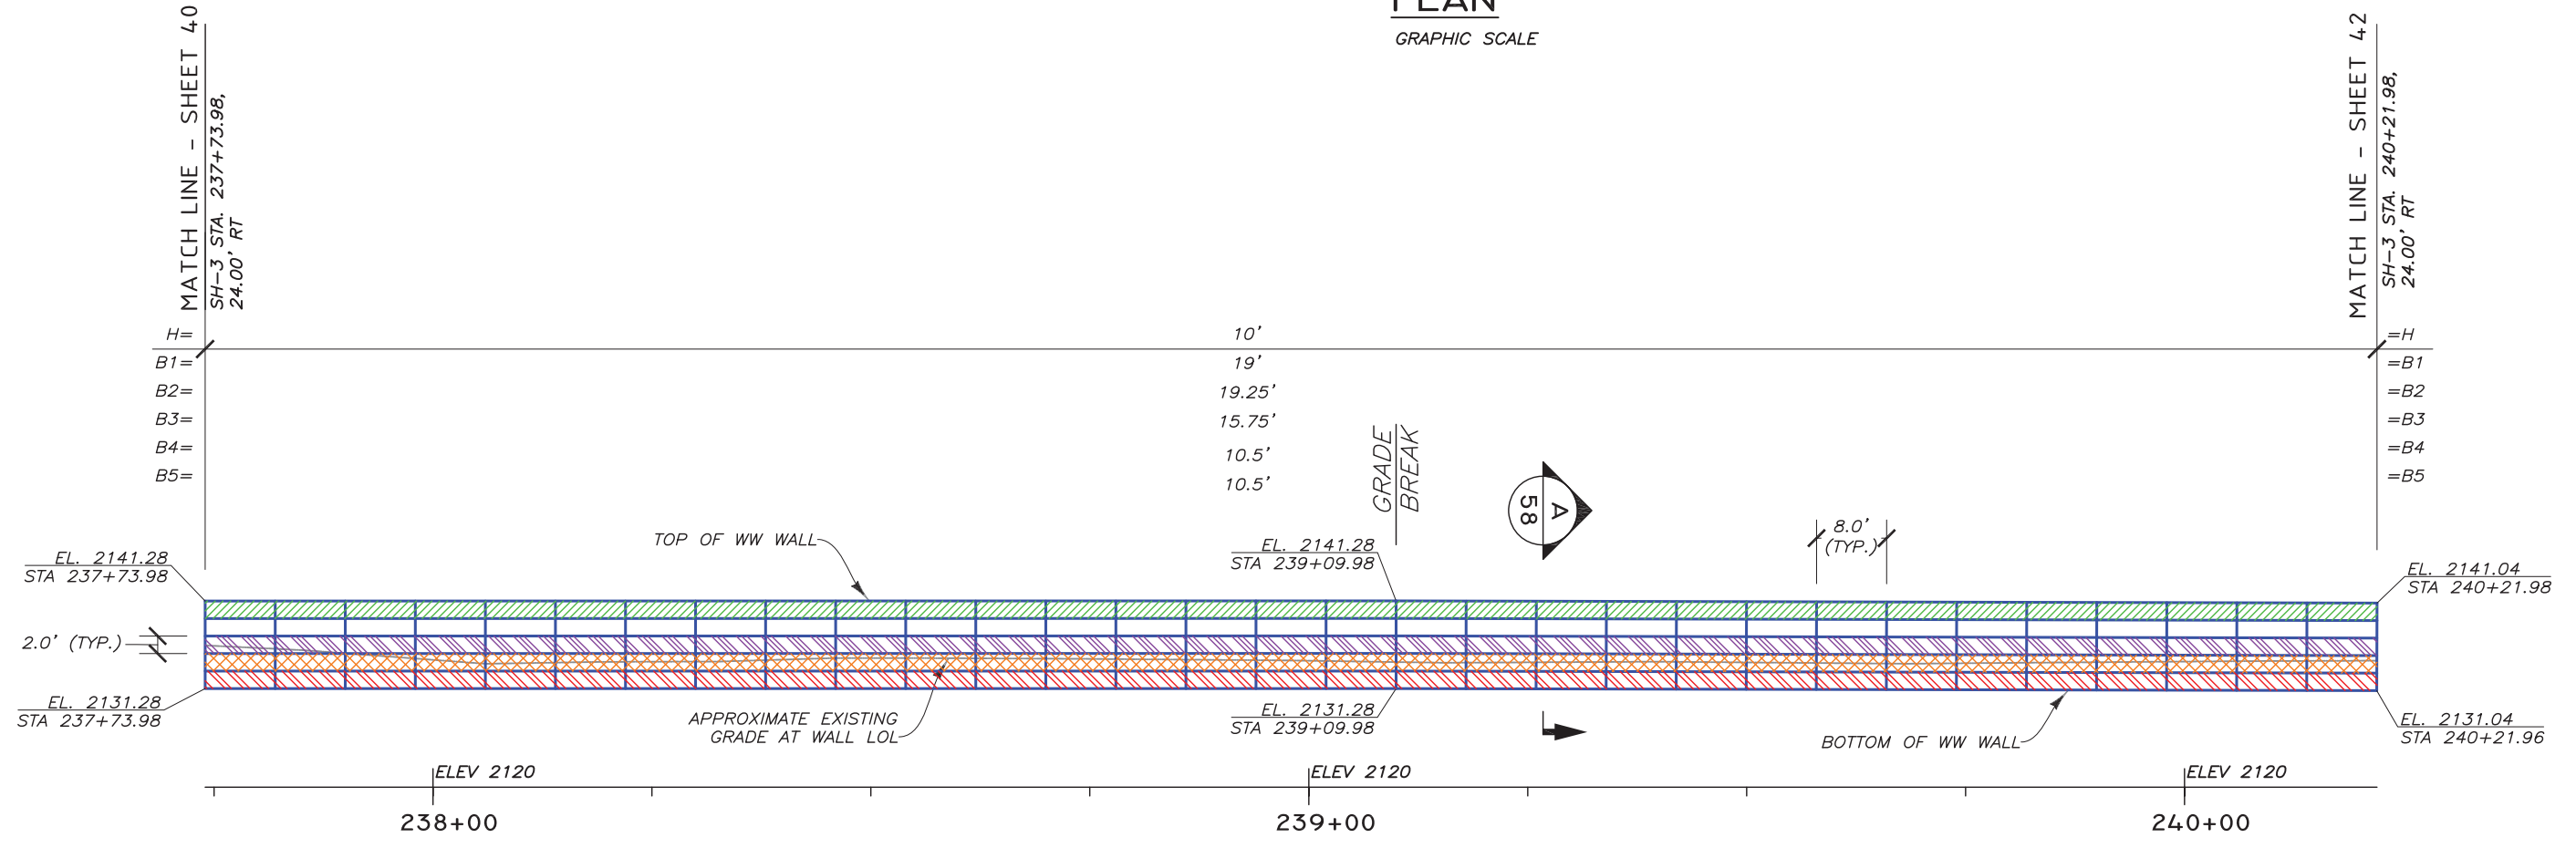 PLAN
GRAPHIC SCALE
MATCH LINE - SHEET 40
SH-3 STA. 237+73.98,
24.00' RT
MATCH LINE - SHEET 42
SH-3 STA. 240+21.98,
24.00' RT
H= 10' =H
B1= 19' =B1
B2= 19.25' =B2
B3= 15.75' =B3
B4= 10.5' =B4
B5= 10.5' =B5
GRADE
BREAK
A
58
8.0'
(TYP.)
TOP OF WW WALL
EL. 2141.28
STA 237+73.98
EL. 2141.28
STA 239+09.98
EL. 2141.04
STA 240+21.98
2.0' (TYP.)
EL. 2131.28
STA 237+73.98
APPROXIMATE EXISTING
GRADE AT WALL LOL
EL. 2131.28
STA 239+09.98
BOTTOM OF WW WALL
EL. 2131.04
STA 240+21.96
ELEV 2120
ELEV 2120
ELEV 2120
238+00
239+00
240+00